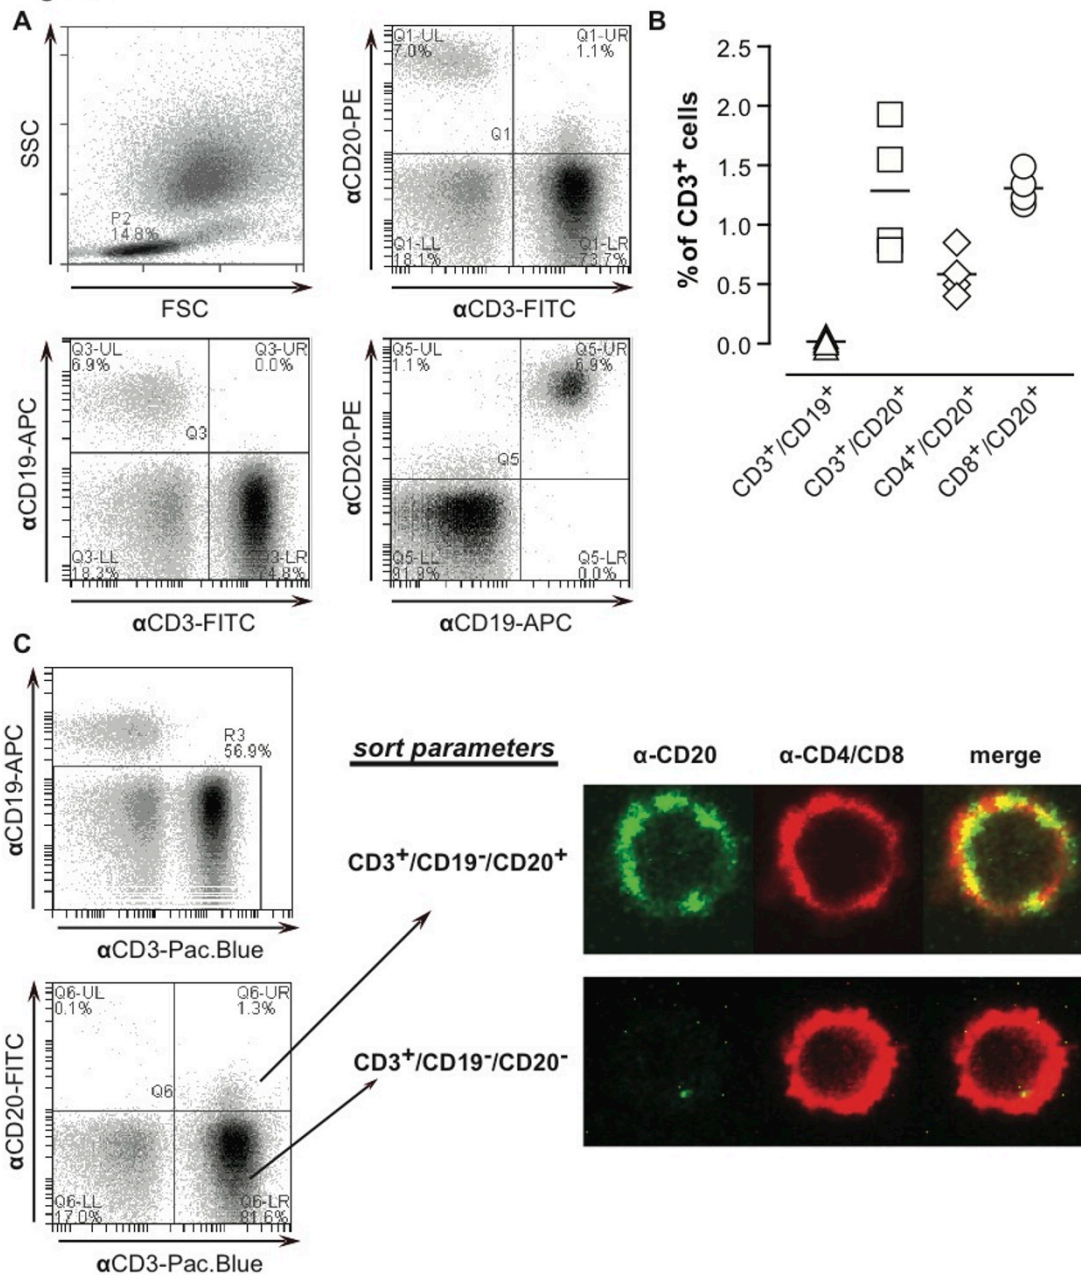 A
SSC
P2
14.8%
FSC
αCD20-PE
Q1-UL
7.0%
Q1-UR
1.1%
Q1
Q1-LL
18.1%
Q1-LR
73.7%
αCD3-FITC
B
% of CD3+ cells
2.5
2.0
1.5
1.0
0.5
0.0
CD3+/CD19+
CD3+/CD20+
CD4+/CD20+
CD8+/CD20+
αCD19-APC
Q3-UL
6.9%
Q3-UR
0.0%
Q3
Q3-LL
18.3%
Q3-LR
74.8%
αCD3-FITC
αCD20-PE
Q5-UL
1.1%
Q5-UR
6.9%
Q5
Q5-LL
91.9%
Q5-LR
0.0%
αCD19-APC
C
αCD19-APC
R3
56.9%
αCD3-Pac.Blue
sort parameters
α-CD20
α-CD4/CD8
merge
CD3+/CD19-/CD20+
CD3+/CD19-/CD20-
αCD20-FITC
Q6-UL
0.1%
Q6-UR
1.3%
Q6
Q6-LL
17.0%
Q6-LR
81.6%
αCD3-Pac.Blue